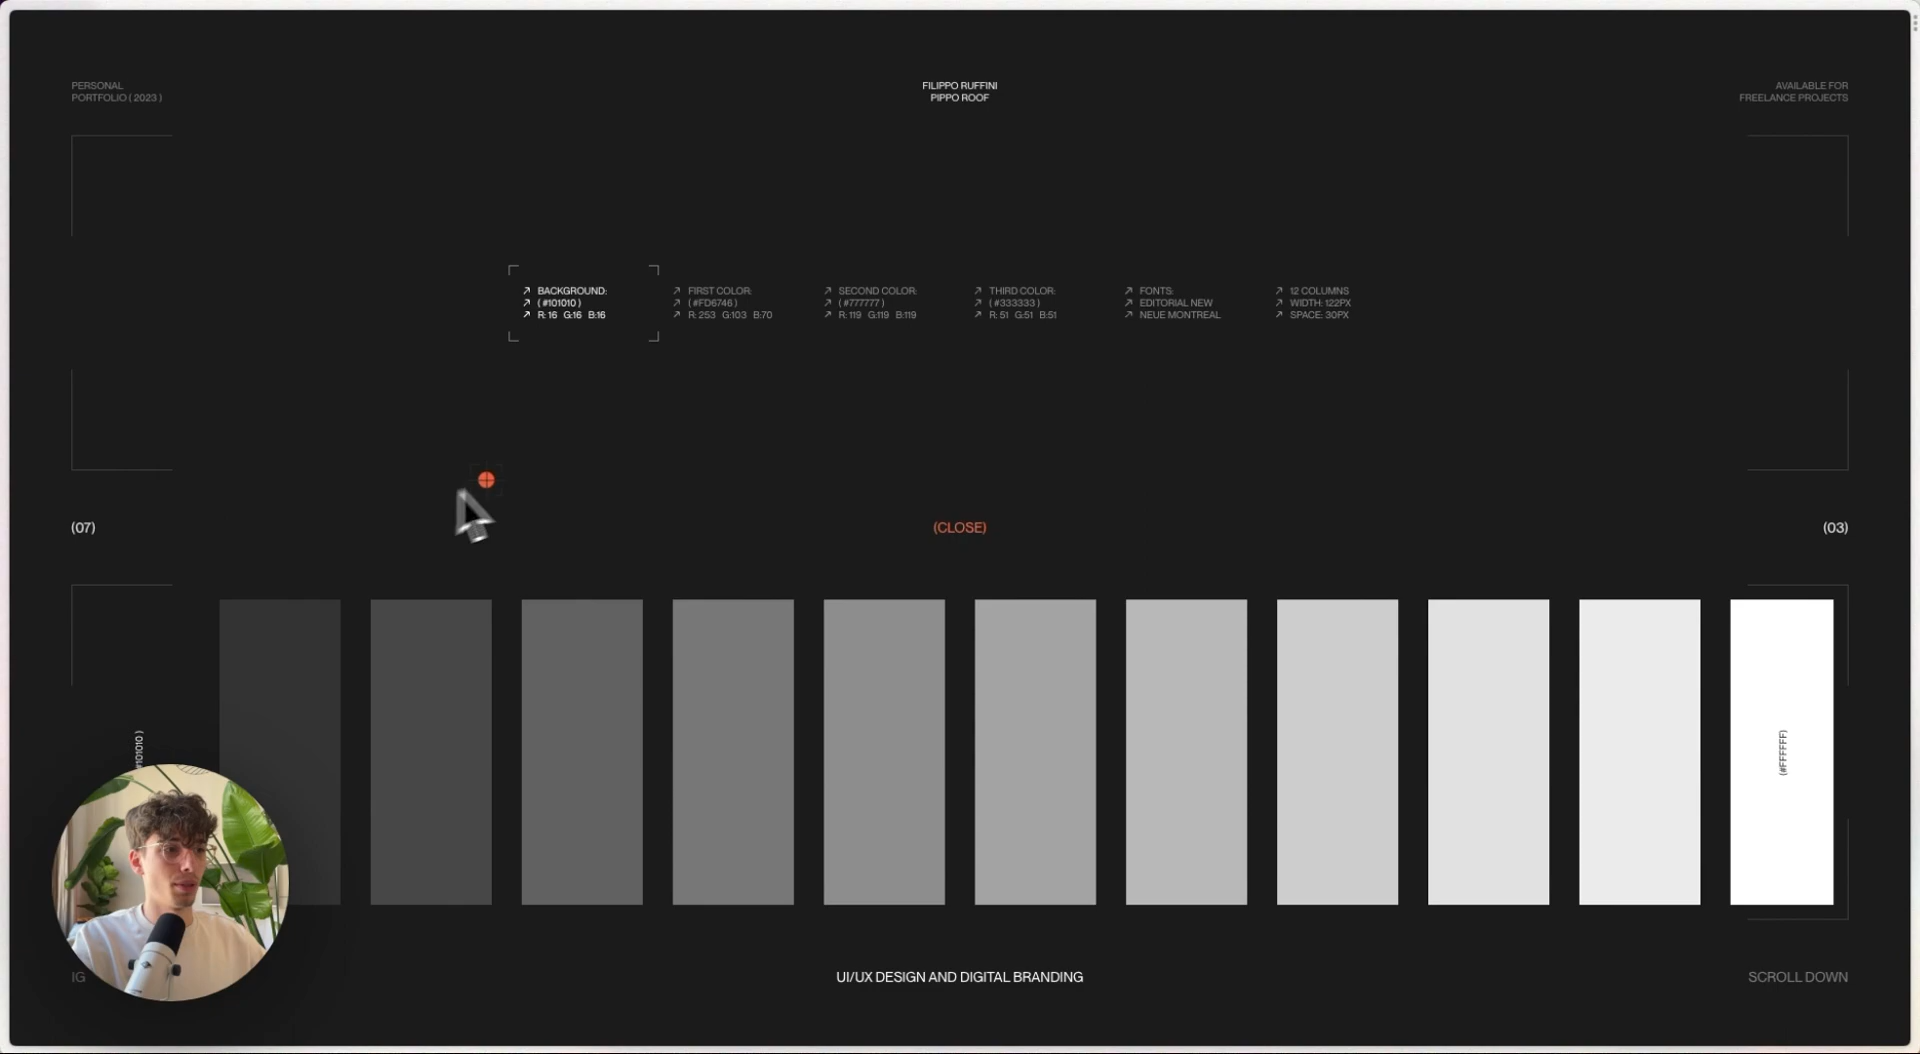 PERSONAL
PORTFOLIO ( 2023 )
FILIPPO RUFFINI
PIPPO ROOF
AVAILABLE FOR
FREELANCE PROJECTS
BACKGROUND:
( #101010 )
R: 16 G:16 B:16
FIRST COLOR:
( #FD6746 )
R: 253 G:103 B:70
SECOND COLOR:
( #777777 )
R: 119 G:119 B:119
THIRD COLOR:
( #333333 )
R: 51 G:51 B:51
FONTS:
EDITORIAL NEW
NEUE MONTREAL
12 COLUMNS
WIDTH: 122PX
SPACE: 30PX
(07)
(CLOSE)
(03)
#101010 )
(#FFFFFF)
IG
UI/UX DESIGN AND DIGITAL BRANDING
SCROLL DOWN